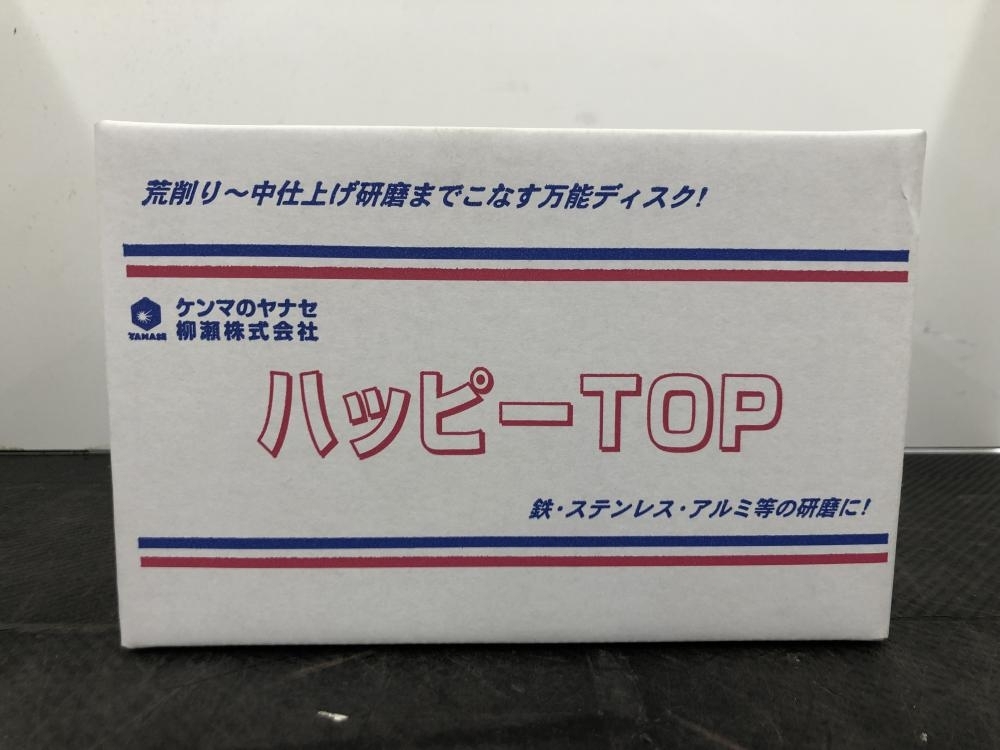 荒削り～中仕上げ研磨までこなす万能ディスク!
YANASE
ケンマのヤナセ
柳瀬株式会社
ハッピーTOP
鉄・ステンレス・アルミ等の研磨に!